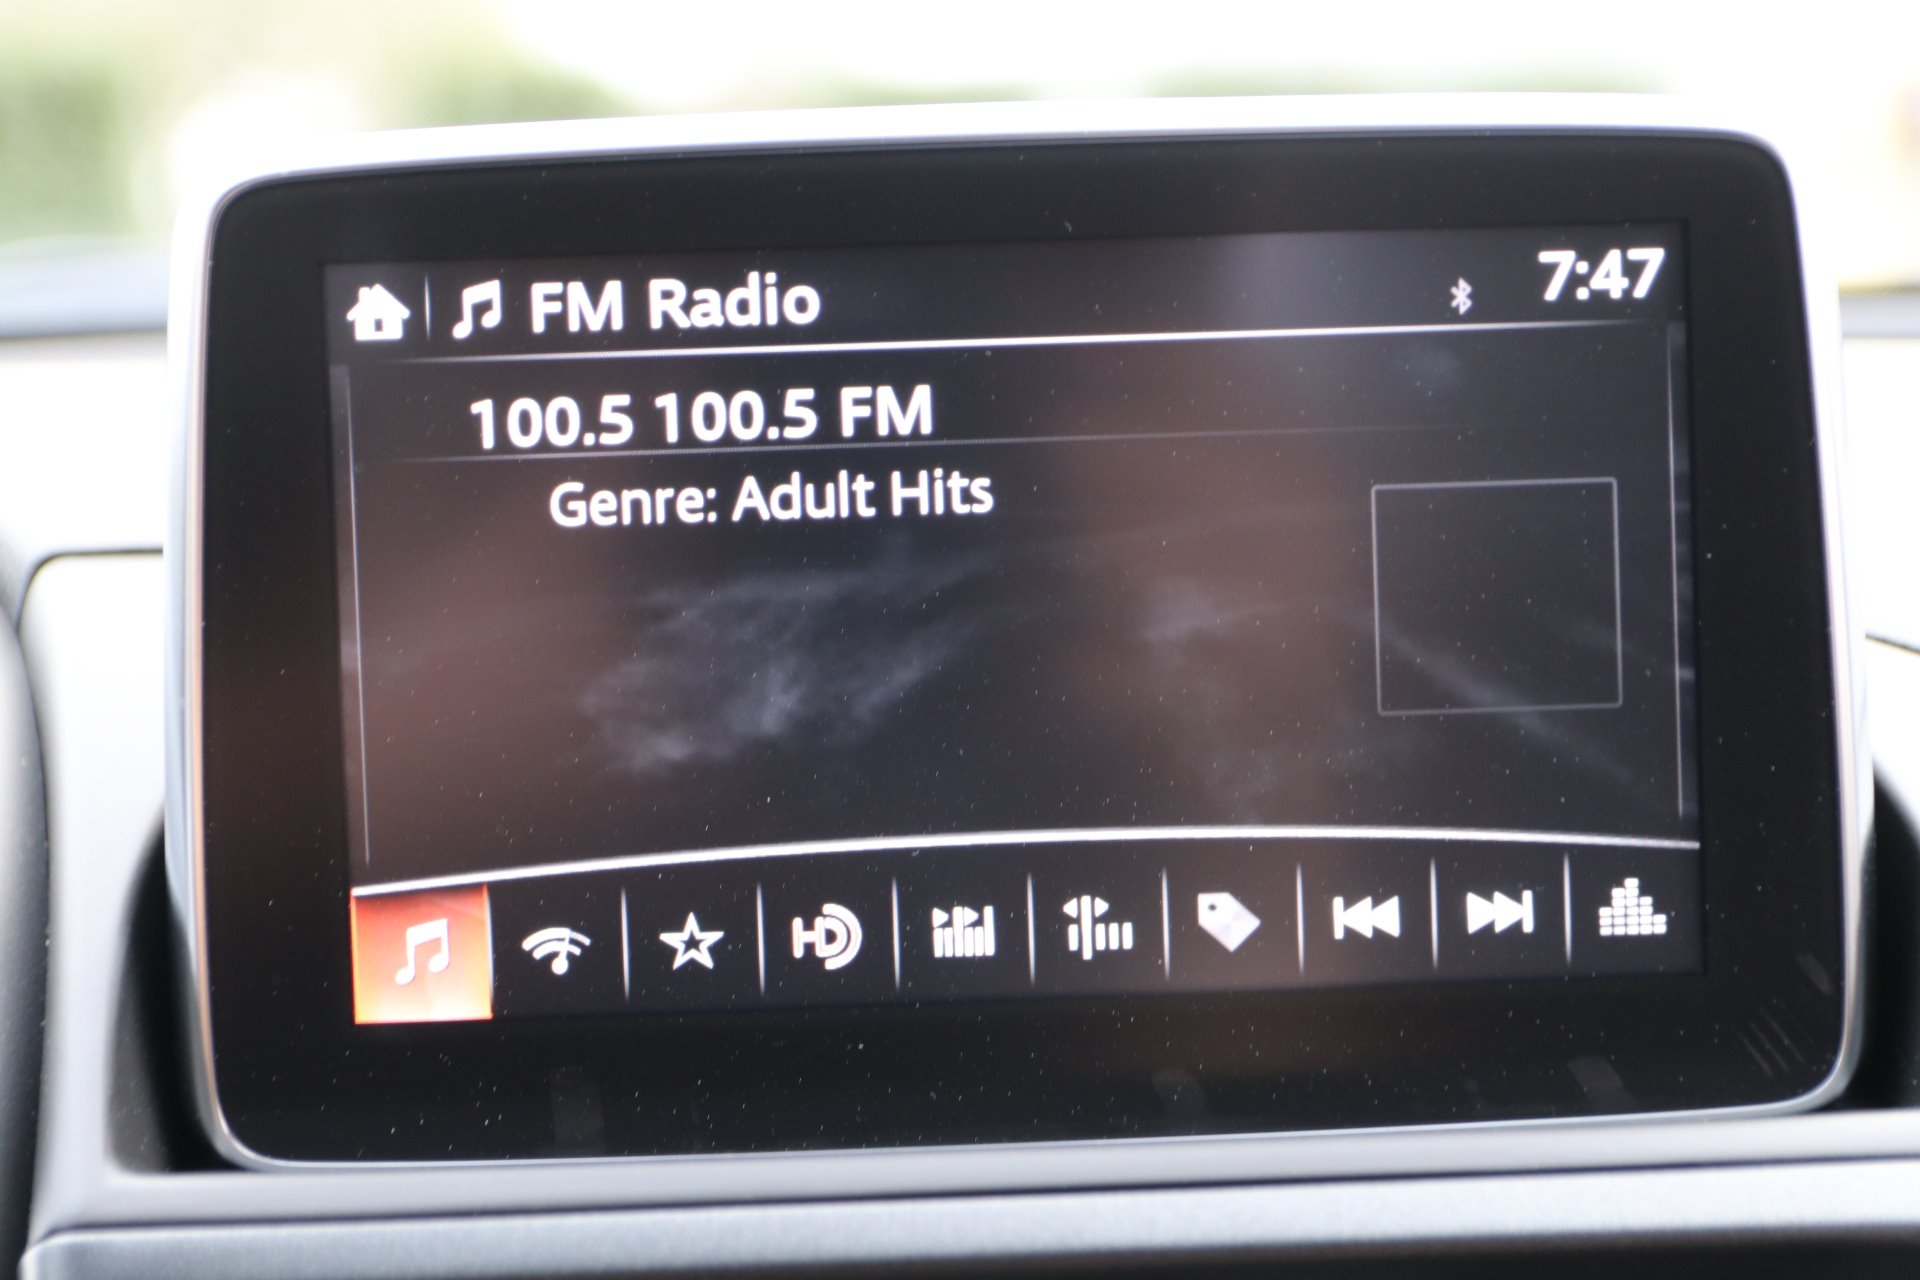 FM Radio
7:47
100.5 100.5 FM
Genre: Adult Hits
HD